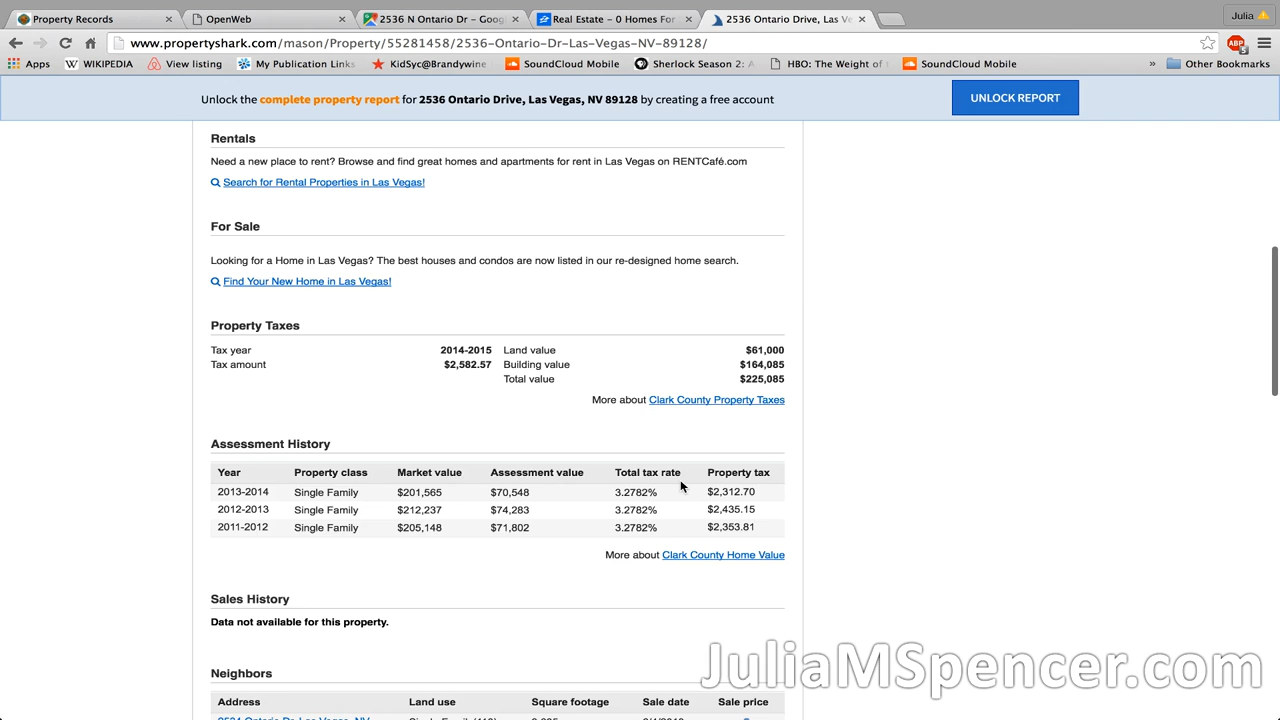 Property Records
OpenWeb
2536 N Ontario Dr - Goog
Real Estate - 0 Homes For
2536 Ontario Drive, Las Ve
Julia
www.propertyshark.com/mason/Property/55281458/2536-Ontario-Dr-Las-Vegas-NV-89128/
ABP
Apps
WIKIPEDIA
View listing
My Publication Links
KidSyc@Brandywine
SoundCloud Mobile
Sherlock Season 2:
HBO: The Weight of
SoundCloud Mobile
»
Other Bookmarks
Unlock the complete property report for 2536 Ontario Drive, Las Vegas, NV 89128 by creating a free account
UNLOCK REPORT
Rentals
Need a new place to rent? Browse and find great homes and apartments for rent in Las Vegas on RENTCafé.com
Search for Rental Properties in Las Vegas!
For Sale
Looking for a Home in Las Vegas? The best houses and condos are now listed in our re-designed home search.
Find Your New Home in Las Vegas!
Property Taxes
Tax year 2014-2015 Land value $61,000
Tax amount $2,582.57 Building value $164,085
Total value $225,085
More about Clark County Property Taxes
Assessment History
Year Property class Market value Assessment value Total tax rate Property tax
2013-2014 Single Family $201,565 $70,548 3.2782% $2,312.70
2012-2013 Single Family $212,237 $74,283 3.2782% $2,435.15
2011-2012 Single Family $205,148 $71,802 3.2782% $2,353.81
More about Clark County Home Value
Sales History
Data not available for this property.
Neighbors
Address Land use Square footage Sale date Sale price
JuliaMSpencer.com